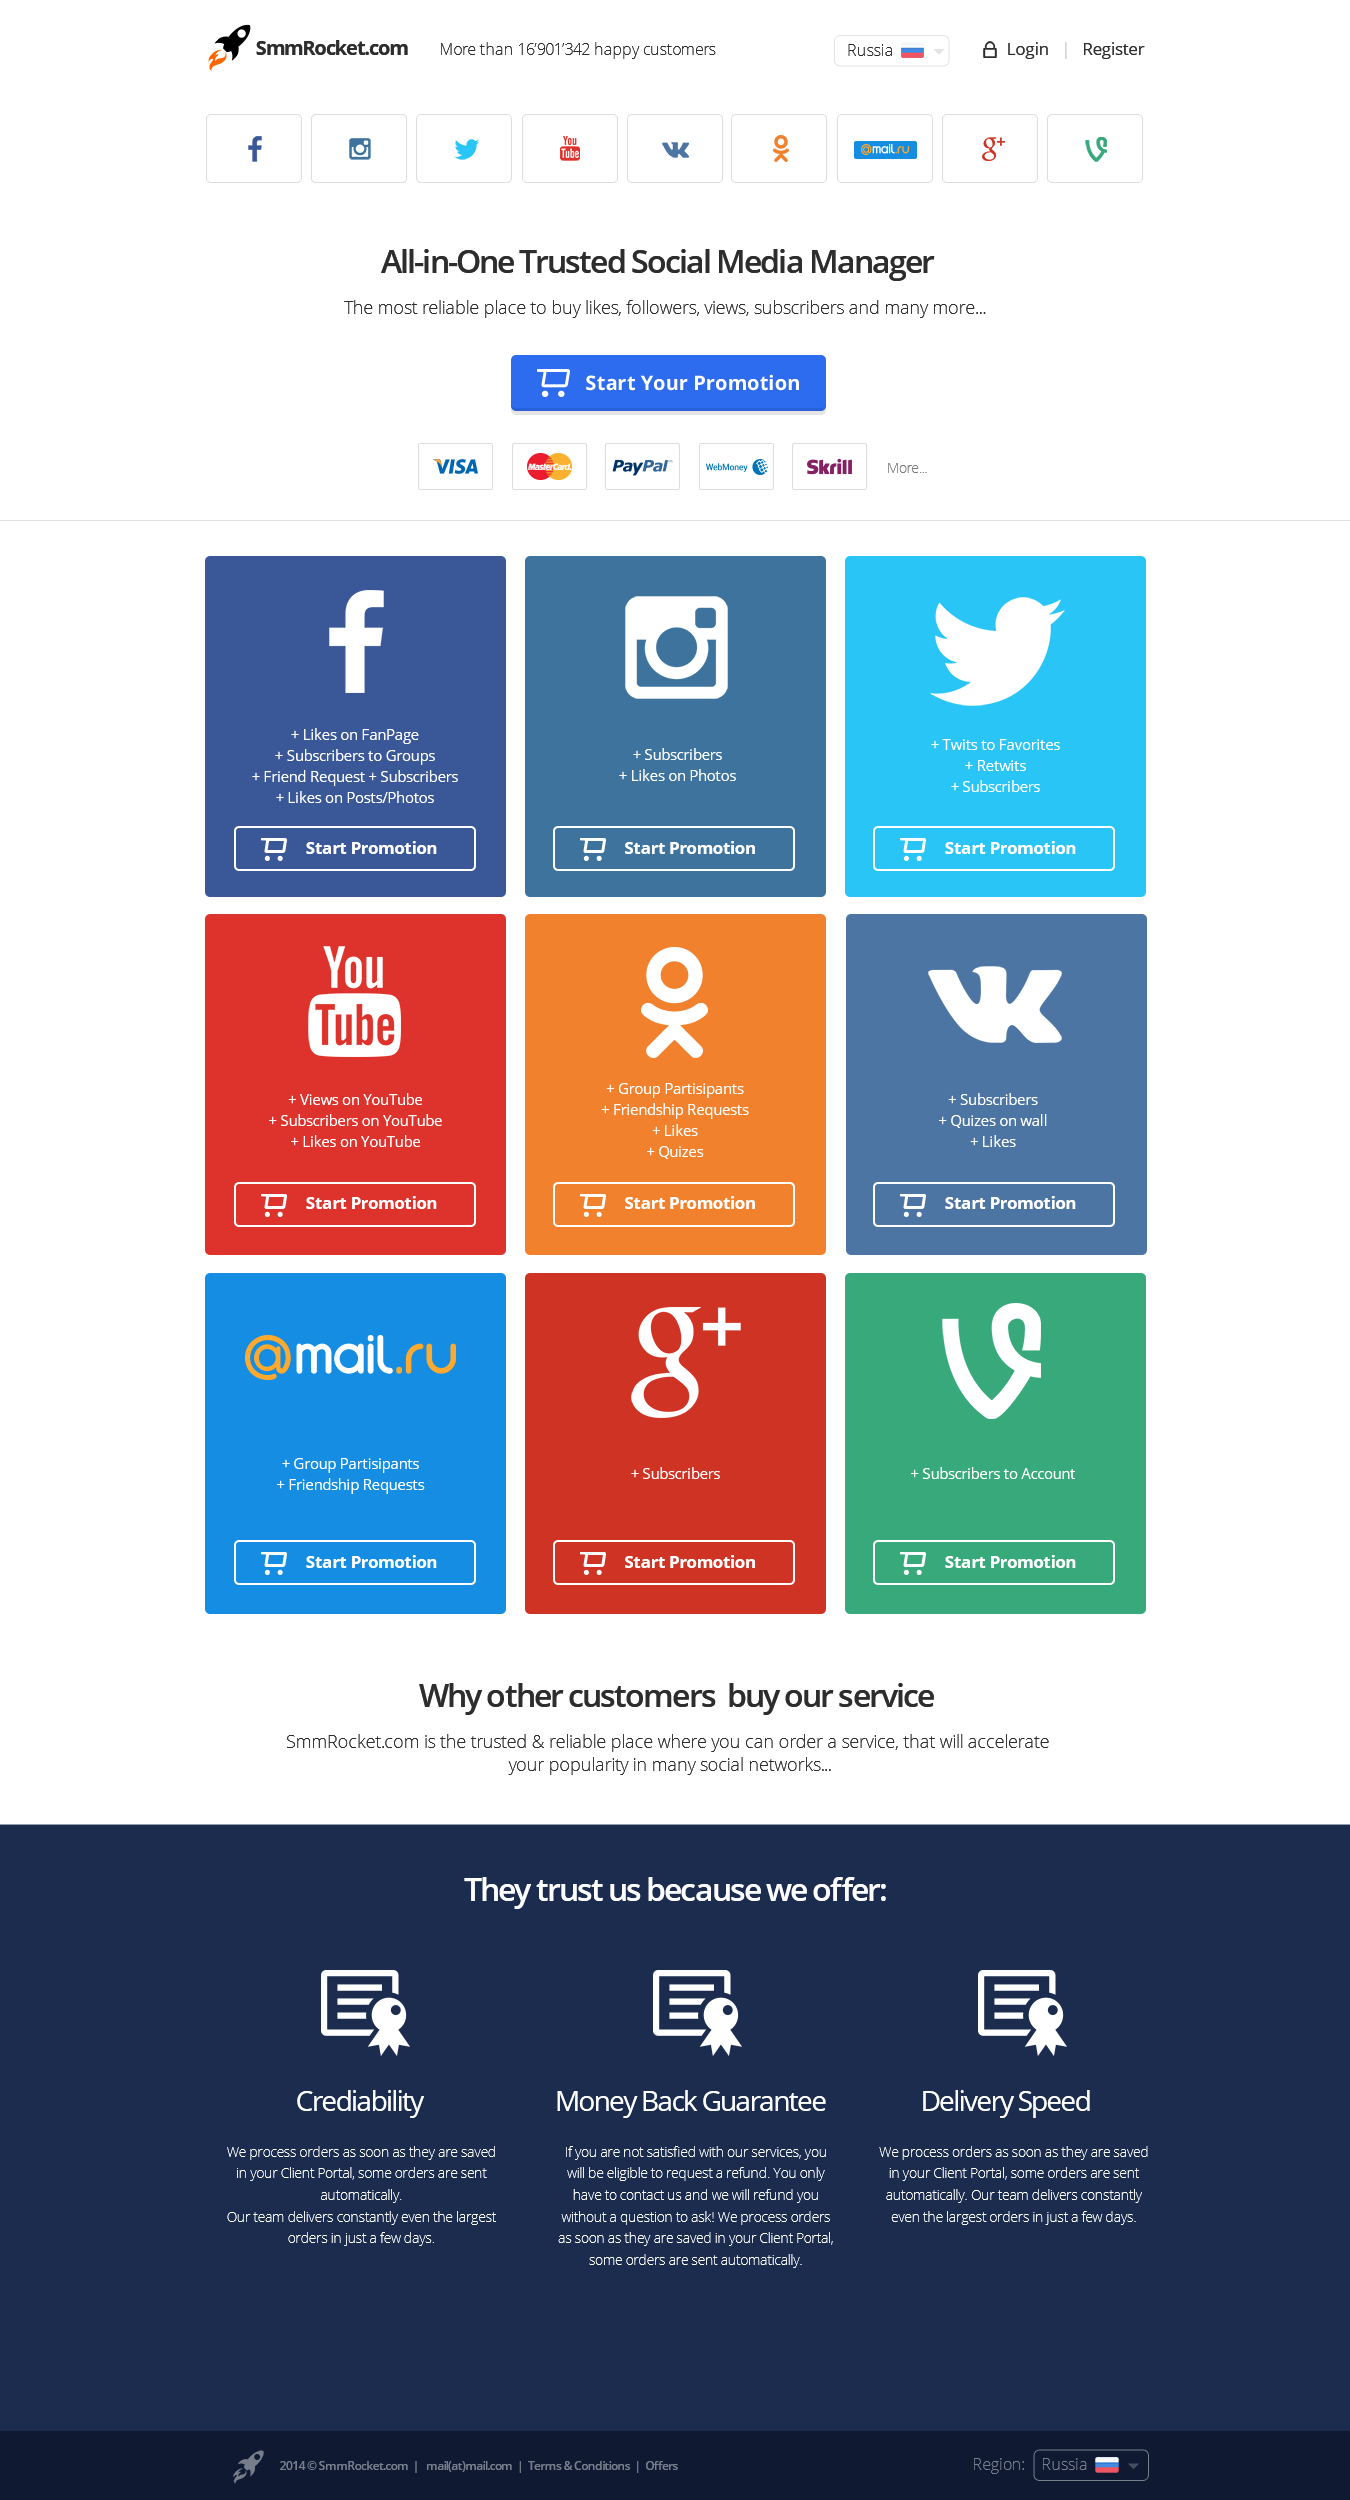 SmmRocket.com
More than 16'901'342 happy customers
Russia
Login | Register
You
Tube
@mail.ru
g+
All-in-One Trusted Social Media Manager
The most reliable place to buy likes, followers, views, subscribers and many more...
Start Your Promotion
VISA
MasterCard
PayPal
WebMoney
Skrill
More...
+ Likes on FanPage
+ Subscribers to Groups
+ Friend Request + Subscribers
+ Likes on Posts/Photos
Start Promotion
+ Subscribers
+ Likes on Photos
Start Promotion
+ Twits to Favorites
+ Retwits
+ Subscribers
Start Promotion
You
Tube
+ Views on YouTube
+ Subscribers on YouTube
+ Likes on YouTube
Start Promotion
+ Group Partisipants
+ Friendship Requests
+ Likes
+ Quizes
Start Promotion
+ Subscribers
+ Quizes on wall
+ Likes
Start Promotion
@mail.ru
+ Group Partisipants
+ Friendship Requests
Start Promotion
g+
+ Subscribers
Start Promotion
+ Subscribers to Account
Start Promotion
Why other customers buy our service
SmmRocket.com is the trusted & reliable place where you can order a service, that will accelerate
your popularity in many social networks...
They trust us because we offer:
Crediability
We process orders as soon as they are saved
in your Client Portal, some orders are sent
automatically.
Our team delivers constantly even the largest
orders in just a few days.
Money Back Guarantee
If you are not satisfied with our services, you
will be eligible to request a refund. You only
have to contact us and we will refund you
without a question to ask! We process orders
as soon as they are saved in your Client Portal,
some orders are sent automatically.
Delivery Speed
We process orders as soon as they are saved
in your Client Portal, some orders are sent
automatically. Our team delivers constantly
even the largest orders in just a few days.
2014 © SmmRocket.com | mail(at)mail.com | Terms & Conditions | Offers
Region: Russia